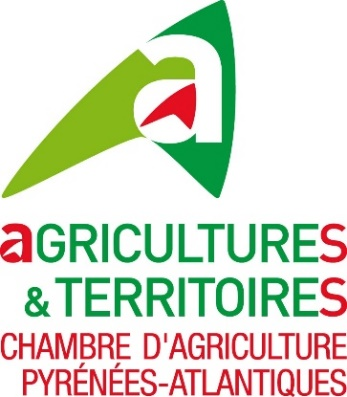 a
aGRICULTURES
& TERRITOIRES
CHAMBRE D'AGRICULTURE
PYRÉNÉES-ATLANTIQUES